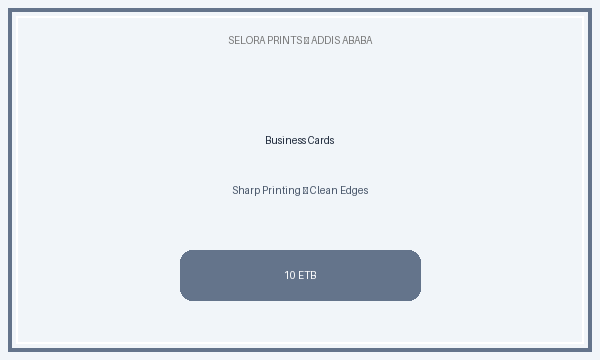 SELORA PRINTS ▯ ADDIS ABABA
Business Cards
Sharp Printing ▯ Clean Edges
10 ETB